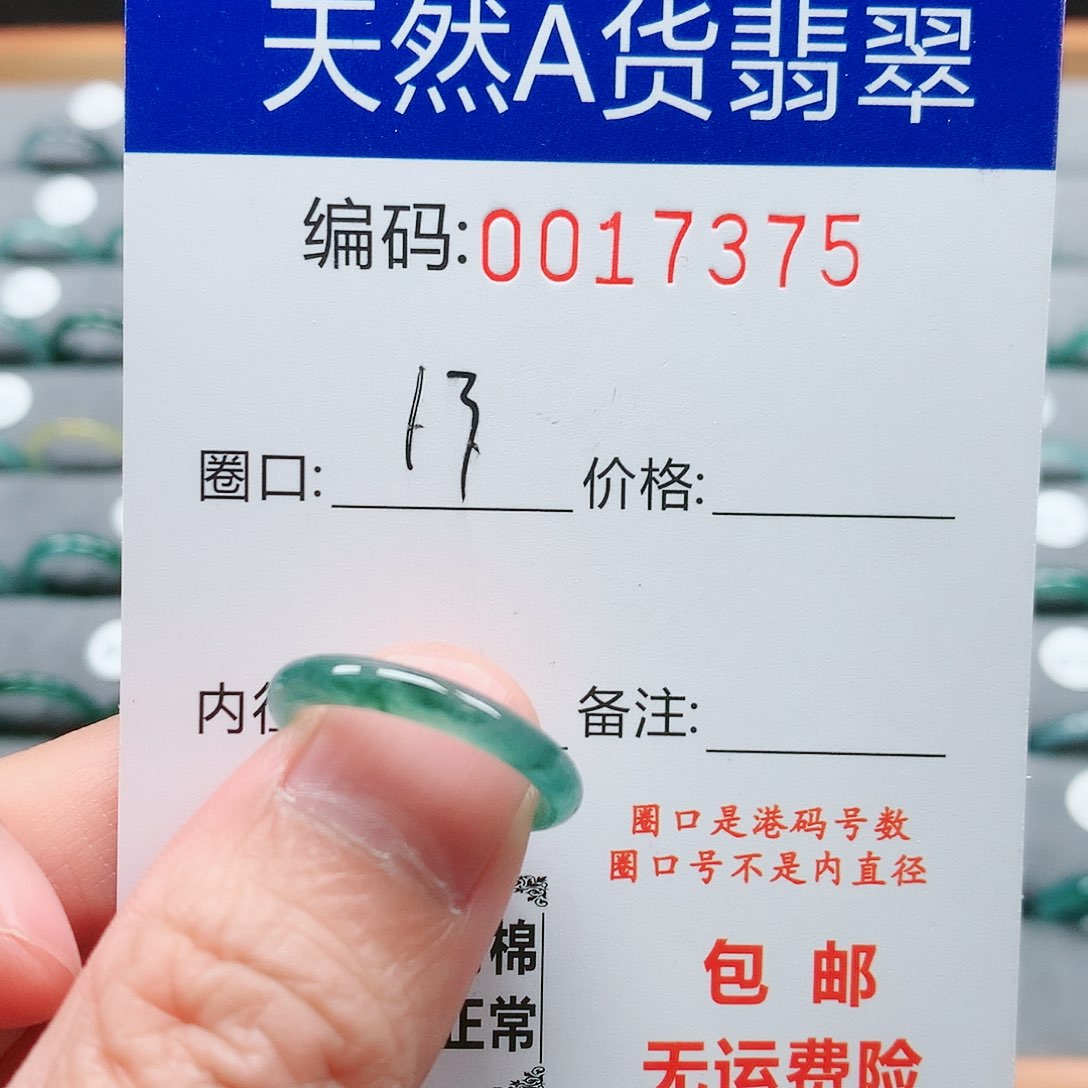 天然A货翡翠
编码:0017375
圈口: 13 价格:
内径 备注:
圈口是港码号数
圈口号不是内直径
棉
正常
包邮
无运费险